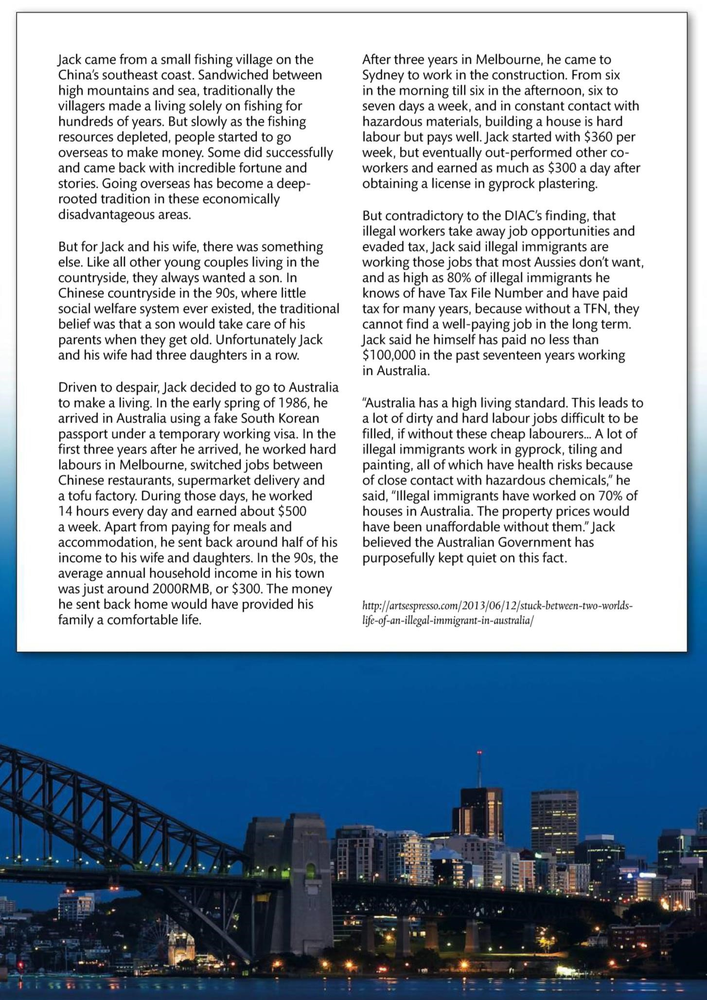 Jack came from a small fishing village on the
China's southeast coast. Sandwiched between
high mountains and sea, traditionally the
villagers made a living solely on fishing for
hundreds of years. But slowly as the fishing
resources depleted, people started to go
overseas to make money. Some did successfully
and came back with incredible fortune and
stories. Going overseas has become a deep-
rooted tradition in these economically
disadvantageous areas.
But for Jack and his wife, there was something
else. Like all other young couples living in the
countryside, they always wanted a son. In
Chinese countryside in the 90s, where little
social welfare system ever existed, the traditional
belief was that a son would take care of his
parents when they get old. Unfortunately Jack
and his wife had three daughters in a row.
Driven to despair, Jack decided to go to Australia
to make a living. In the early spring of 1986, he
arrived in Australia using a fake South Korean
passport under a temporary working visa. In the
first three years after he arrived, he worked hard
labours in Melbourne, switched jobs between
Chinese restaurants, supermarket delivery and
a tofu factory. During those days, he worked
14 hours every day and earned about $500
a week. Apart from paying for meals and
accommodation, he sent back around half of his
income to his wife and daughters. In the 90s, the
average annual household income in his town
was just around 2000RMB, or $300. The money
he sent back home would have provided his
family a comfortable life.
After three years in Melbourne, he came to
Sydney to work in the construction. From six
in the morning till six in the afternoon, six to
seven days a week, and in constant contact with
hazardous materials, building a house is hard
labour but pays well. Jack started with $360 per
week, but eventually out-performed other co-
workers and earned as much as $300 a day after
obtaining a license in gyprock plastering.
But contradictory to the DIAC's finding, that
illegal workers take away job opportunities and
evaded tax, Jack said illegal immigrants are
working those jobs that most Aussies don't want,
and as high as 80% of illegal immigrants he
knows of have Tax File Number and have paid
tax for many years, because without a TFN, they
cannot find a well-paying job in the long term.
Jack said he himself has paid no less than
$100,000 in the past seventeen years working
in Australia.
"Australia has a high living standard. This leads to
a lot of dirty and hard labour jobs difficult to be
filled, if without these cheap labourers... A lot of
illegal immigrants work in gyprock, tiling and
painting, all of which have health risks because
of close contact with hazardous chemicals," he
said, "Illegal immigrants have worked on 70% of
houses in Australia. The property prices would
have been unaffordable without them." Jack
believed the Australian Government has
purposefully kept quiet on this fact.
http://artsespresso.com/2013/06/12/stuck-between-two-worlds-
life-of-an-illegal-immigrant-in-australia/